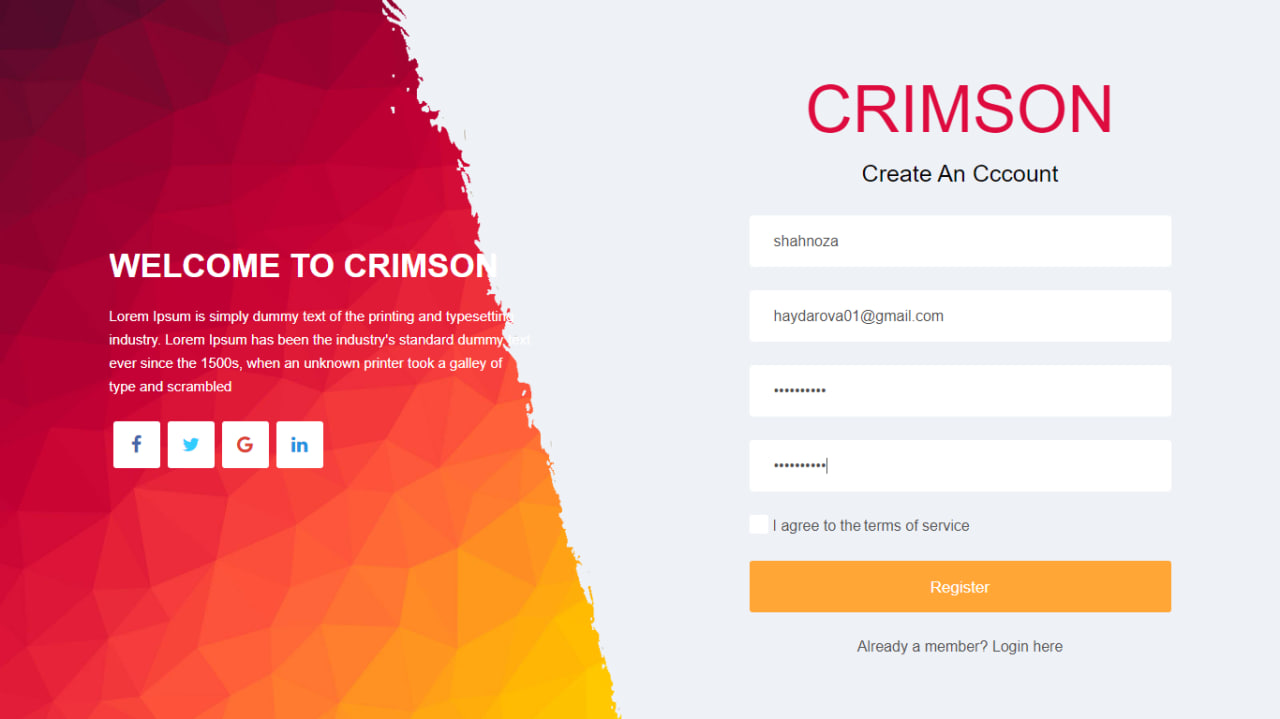 WELCOME TO CRIMSON
Lorem Ipsum is simply dummy text of the printing and typesetting
industry. Lorem Ipsum has been the industry's standard dummy text
ever since the 1500s, when an unknown printer took a galley of
type and scrambled
CRIMSON
Create An Cccount
shahnoza
haydarova01@gmail.com
••••••••••
••••••••••
I agree to the terms of service
Register
Already a member? Login here